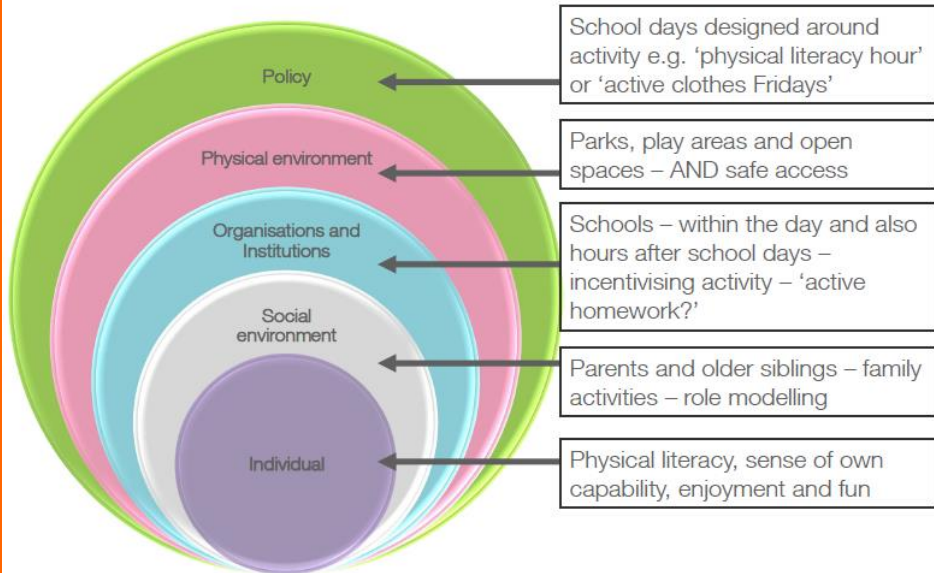 Policy
School days designed around
activity e.g. ‘physical literacy hour’
or ‘active clothes Fridays’
Physical environment
Parks, play areas and open
spaces – AND safe access
Organisations and
Institutions
Schools – within the day and also
hours after school days –
incentivising activity – ‘active
homework?’
Social
environment
Parents and older siblings – family
activities – role modelling
Individual
Physical literacy, sense of own
capability, enjoyment and fun